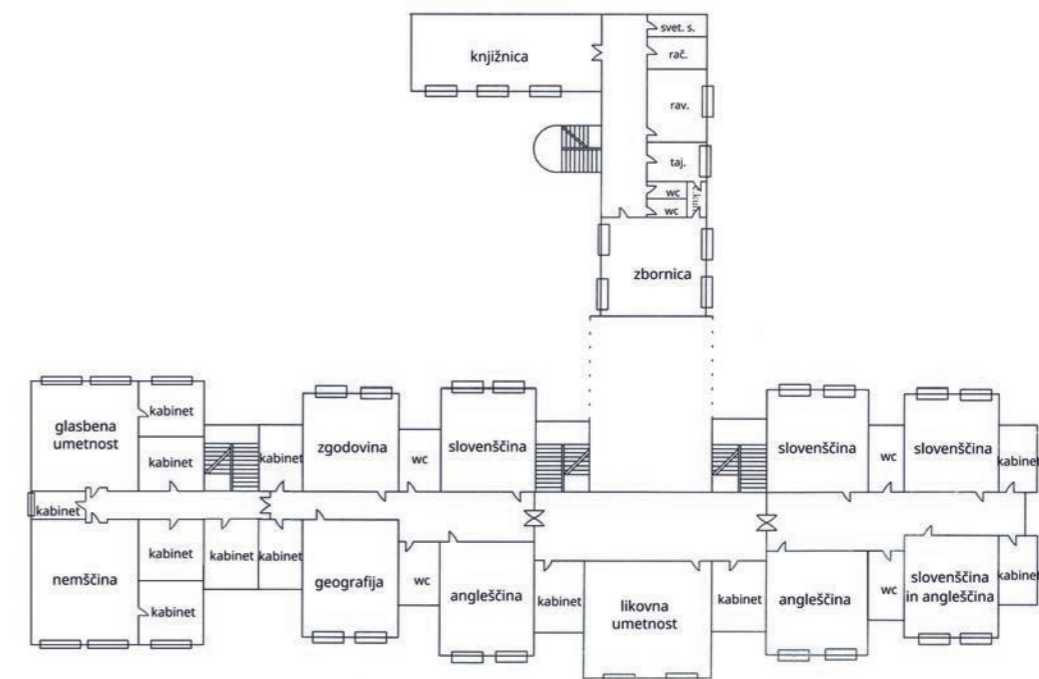 svet. s.
knjižnica
rač.
rav.
taj.
wc
č.kuh.
wc
zbornica
glasbena
umetnost
kabinet
kabinet
kabinet
zgodovina
wc
slovenščina
slovenščina
wc
slovenščina
kabinet
kabinet
nemščina
kabinet
kabinet
kabinet
kabinet
geografija
wc
angleščina
kabinet
likovna
umetnost
kabinet
angleščina
wc
slovenščina
in angleščina
kabinet